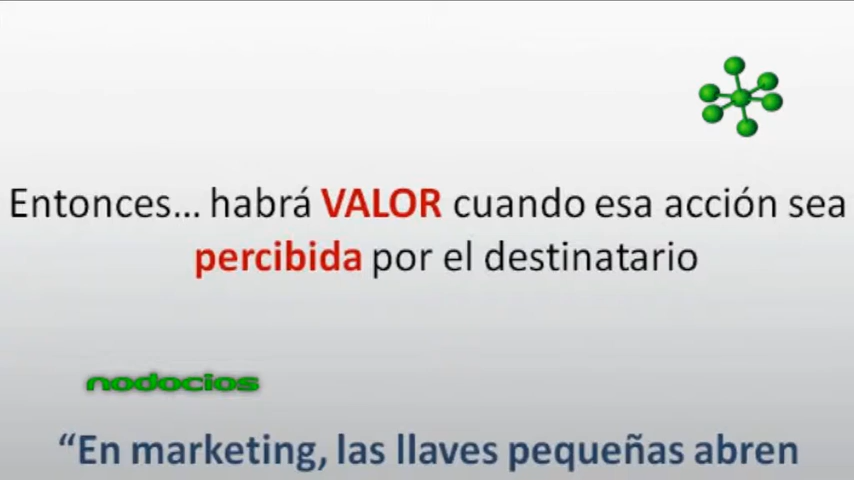 Entonces... habrá VALOR cuando esa acción sea
percibida por el destinatario
nodocios
“En marketing, las llaves pequeñas abren